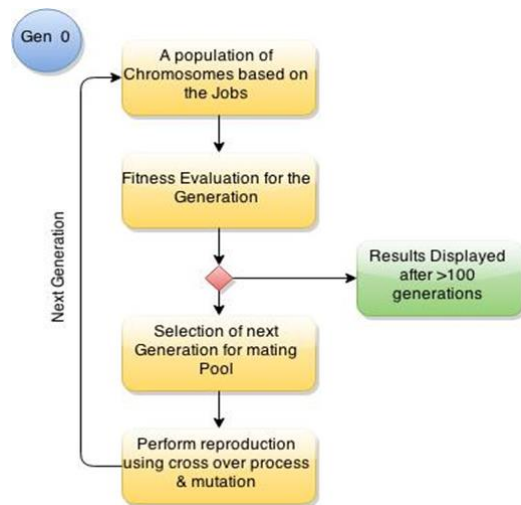 Gen 0
A population of
Chromosomes based on
the Jobs
Fitness Evaluation for the
Generation
Results Displayed
after >100
generations
Next Generation
Selection of next
Generation for mating
Pool
Perform reproduction
using cross over process
& mutation